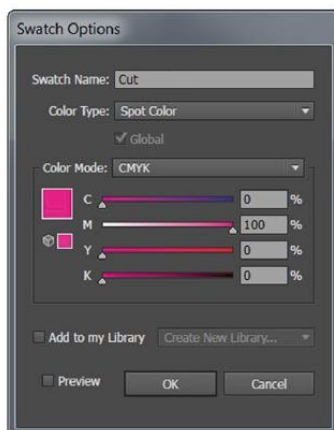 Swatch Options
Swatch Name: Cut
Color Type: Spot Color
Global
Color Mode: CMYK
C 0 %
M 100 %
Y 0 %
K 0 %
Add to my Library Create New Library...
Preview OK Cancel